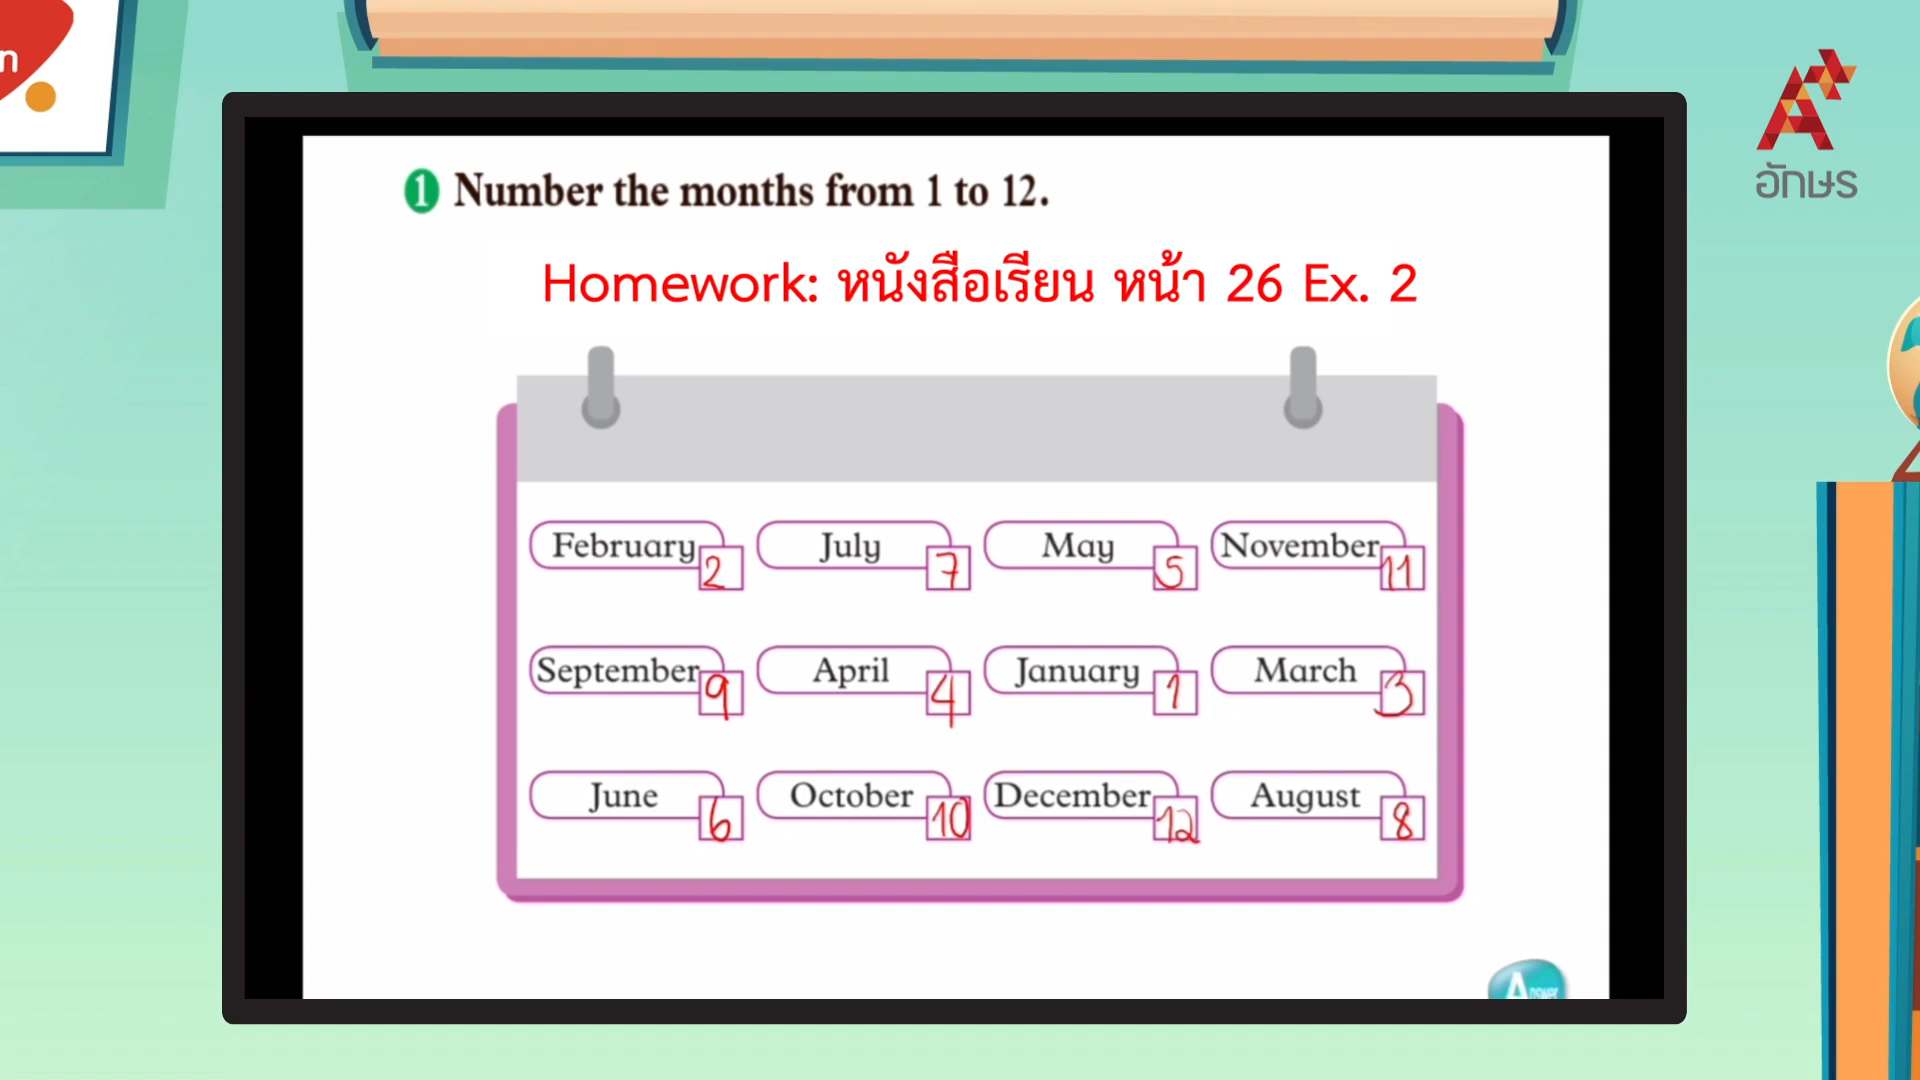 n
อักษร
1 Number the months from 1 to 12.
Homework: หนังสือเรียน หน้า 26 Ex. 2
February 2 July 7 May 5 November 11
September 9 April 4 January 1 March 3
June 6 October 10 December 12 August 8
Answer